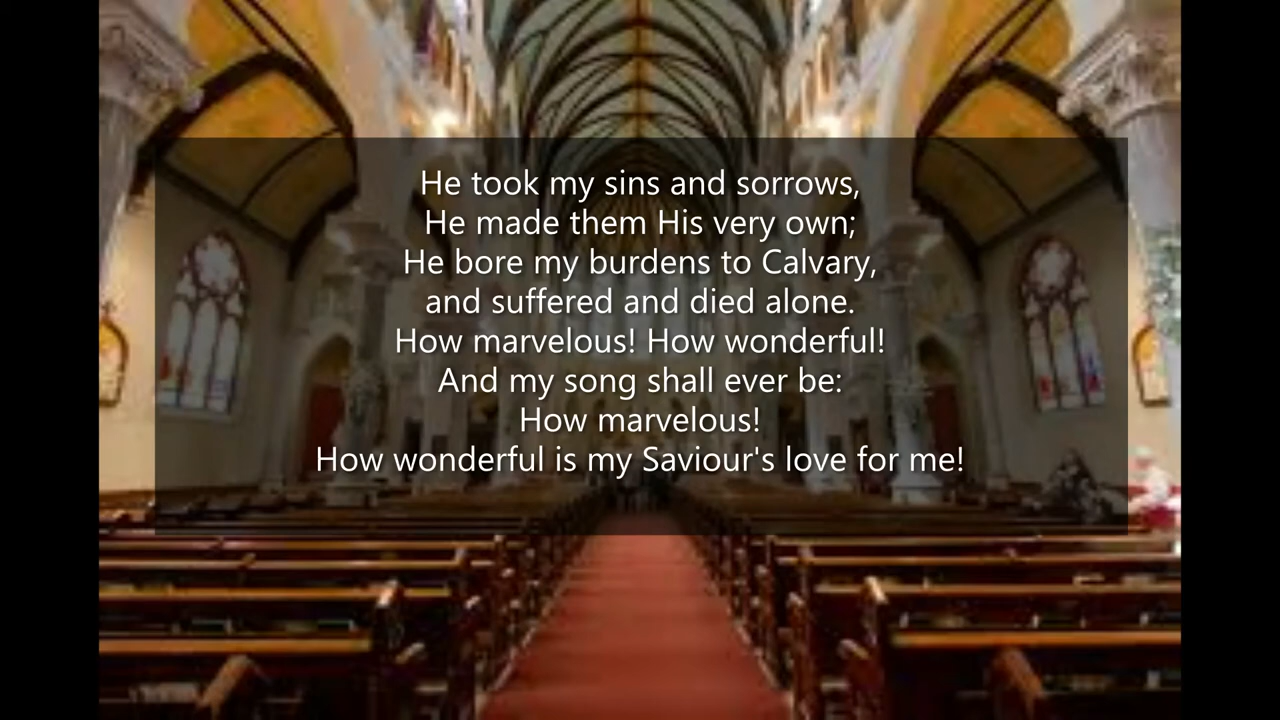 He took my sins and sorrows,
He made them His very own;
He bore my burdens to Calvary,
and suffered and died alone.
How marvelous! How wonderful!
And my song shall ever be:
How marvelous!
How wonderful is my Saviour's love for me!